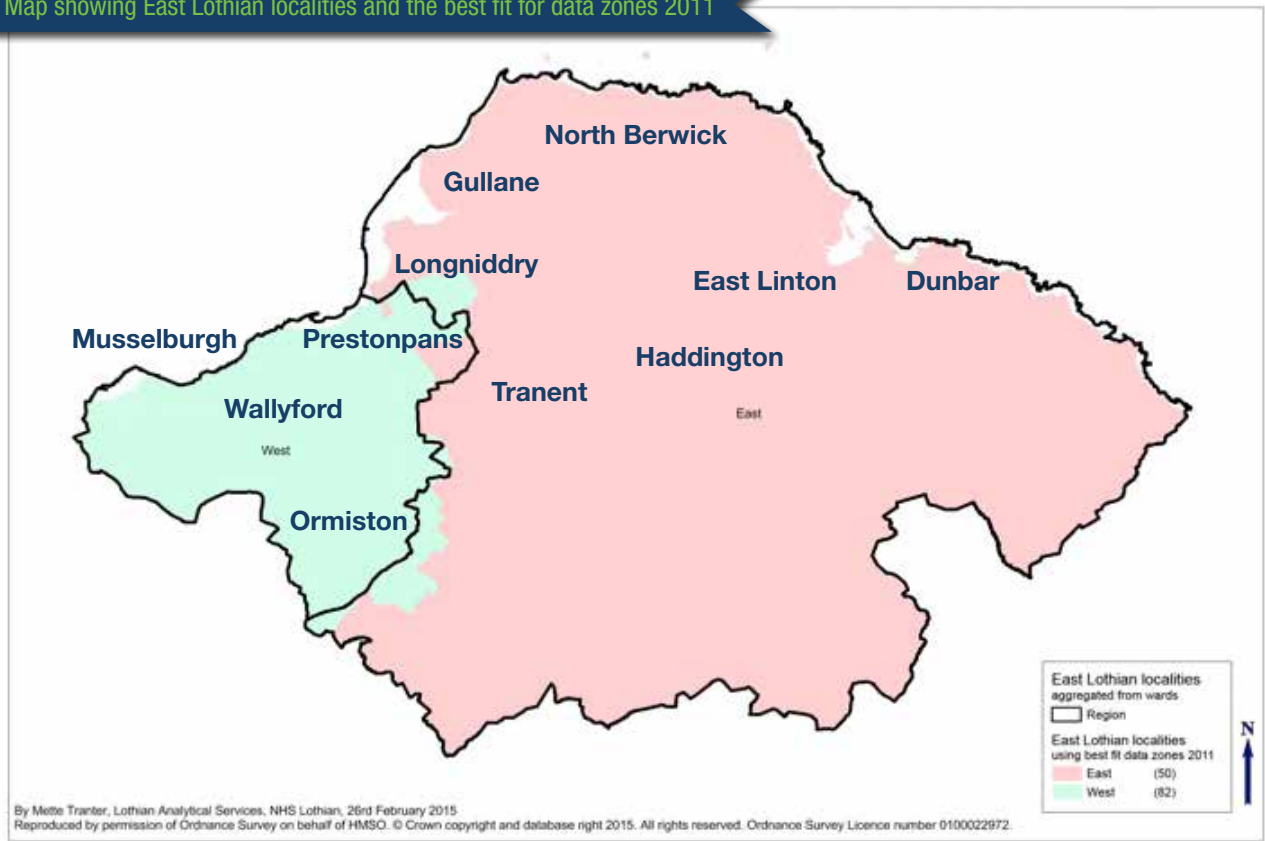 Map showing East Lothian localities and the best fit for data zones 2011
North Berwick
Gullane
Longniddry
East Linton
Dunbar
Musselburgh
Prestonpans
Haddington
Tranent
Wallyford
East
West
Ormiston
East Lothian localities
aggregated from wards
Region
East Lothian localities
using best fit data zones 2011
East (50)
West (82)
N
By Mette Tranter, Lothian Analytical Services, NHS Lothian, 26rd February 2015
Reproduced by permission of Ordnance Survey on behalf of HMSO. © Crown copyright and database right 2015. All rights reserved. Ordnance Survey Licence number 0100022972.